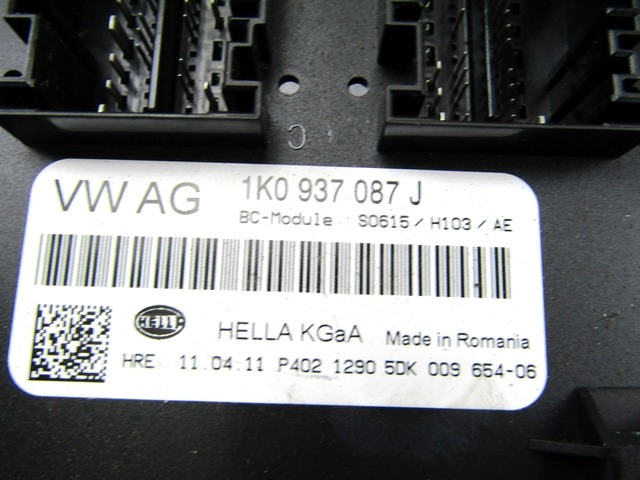 C
VW AG 1K0 937 087 J
BC-Module S0615 / H103 / AE
HELLA
HELLA KGaA Made in Romania
HRE 11.04.11 P402 1290 5DK 009 654-06